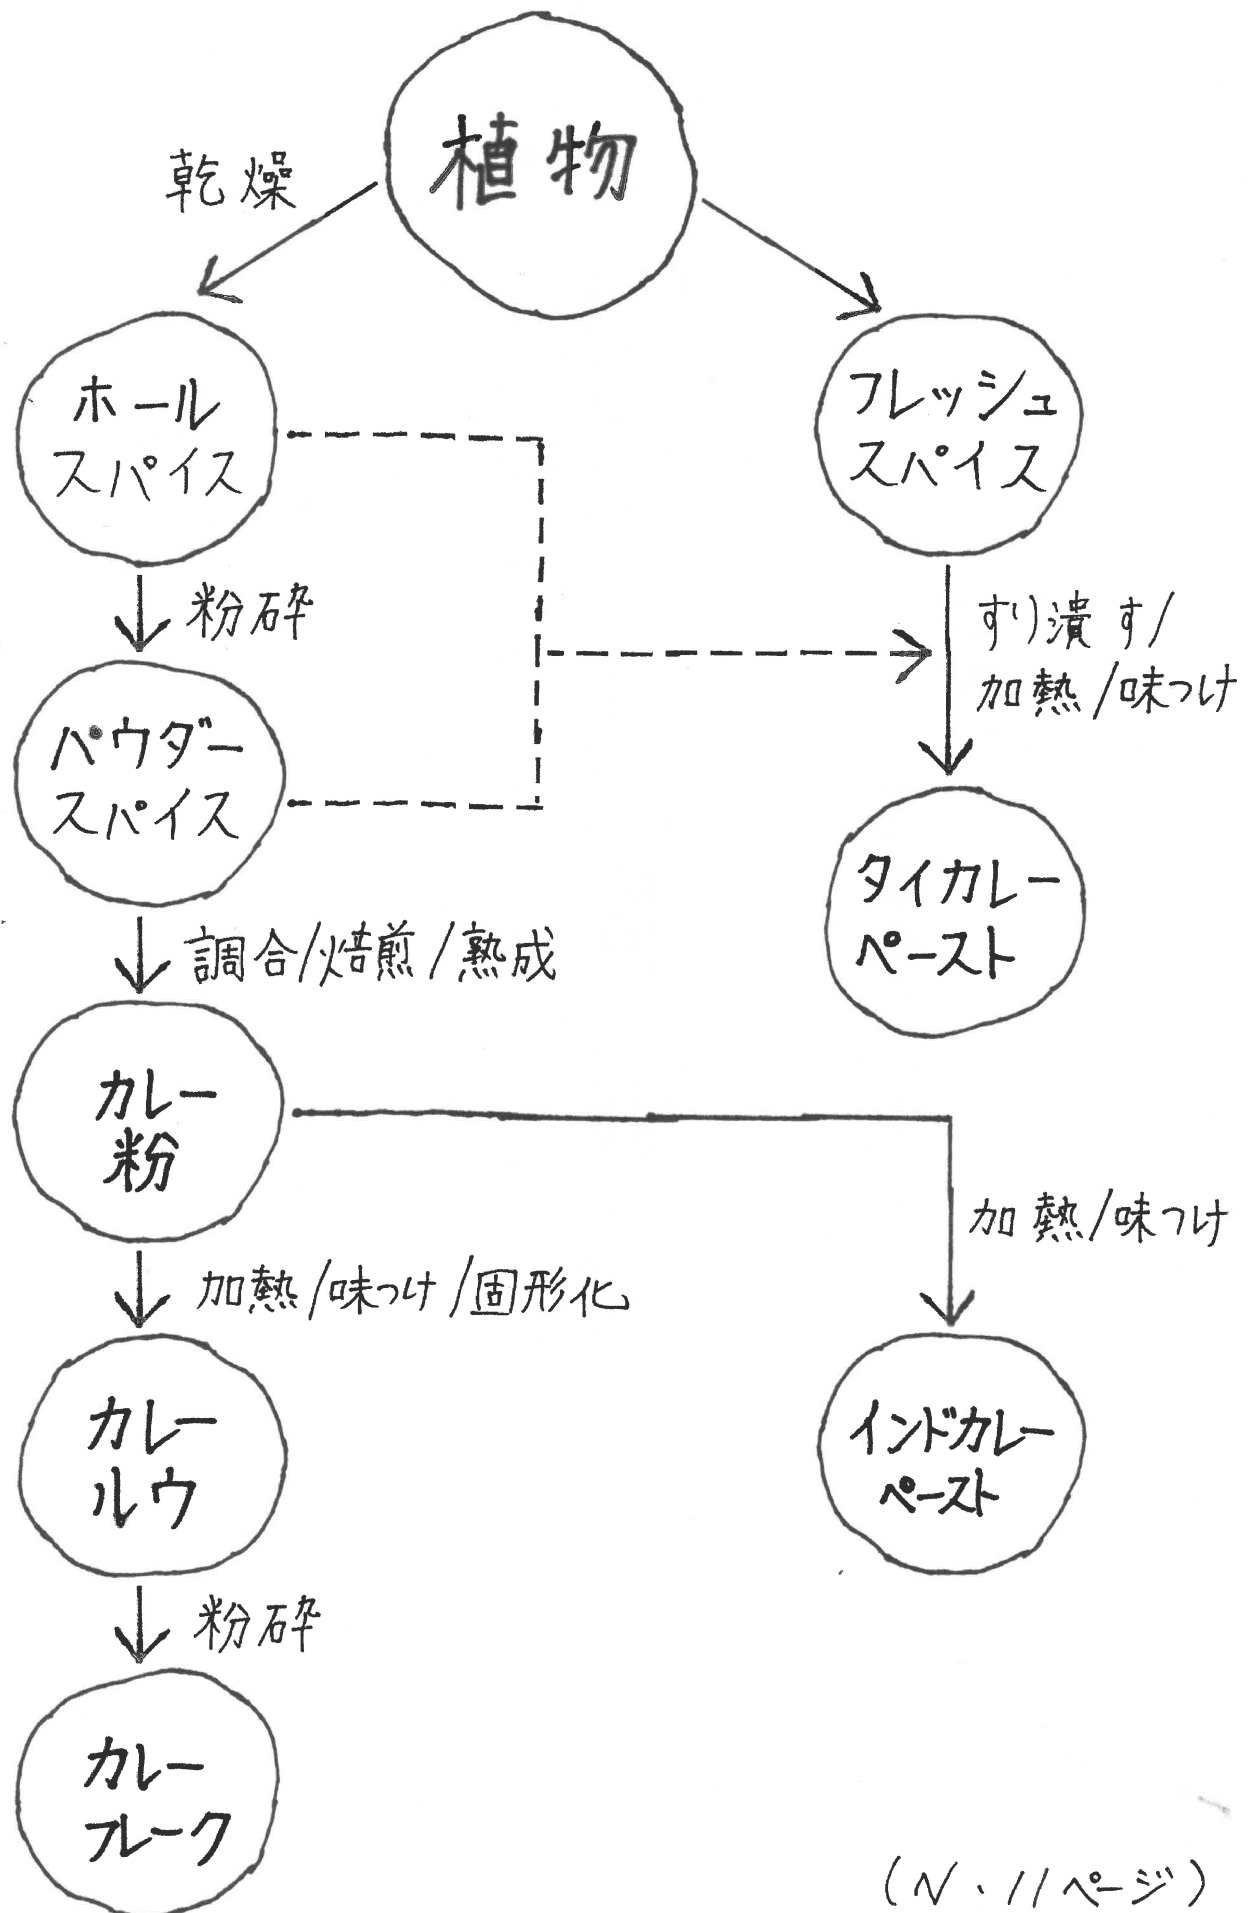 植物
乾燥
ホール
スパイス
フレッシュ
スパイス
粉砕
すり潰す/
加熱/味つけ
パウダー
スパイス
タイカレー
ペースト
調合/焙煎/熟成
カレー
粉
加熱/味つけ
加熱/味つけ/固形化
カレー
ルウ
インドカレー
ペースト
粉砕
カレー
フレーク
(N.11ページ)